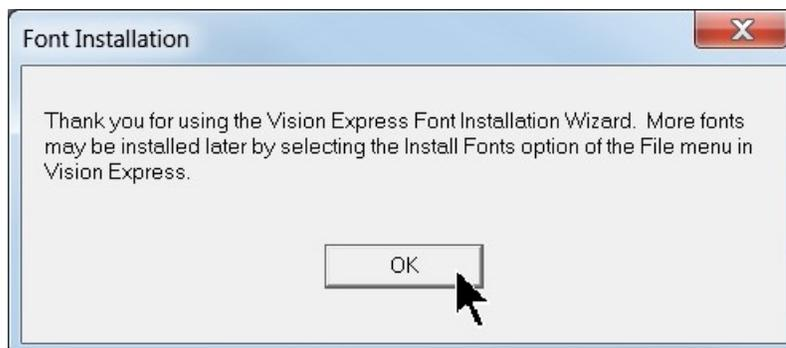 Font Installation
X
Thank you for using the Vision Express Font Installation Wizard. More fonts
may be installed later by selecting the Install Fonts option of the File menu in
Vision Express.
OK